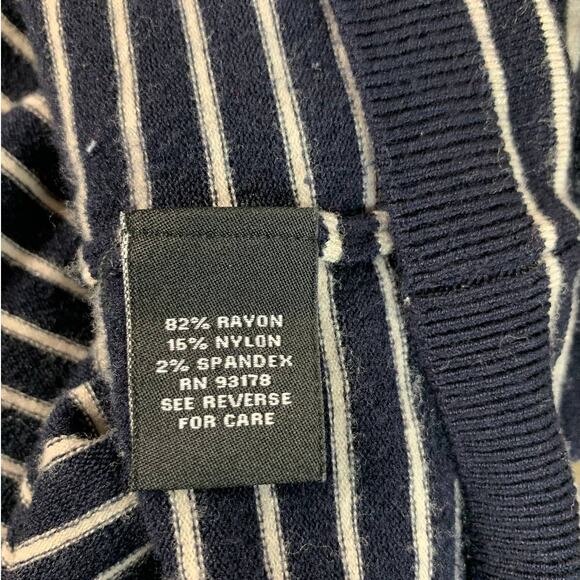 82% RAYON
16% NYLON
2% SPANDEX
RN 93178
SEE REVERSE
FOR CARE